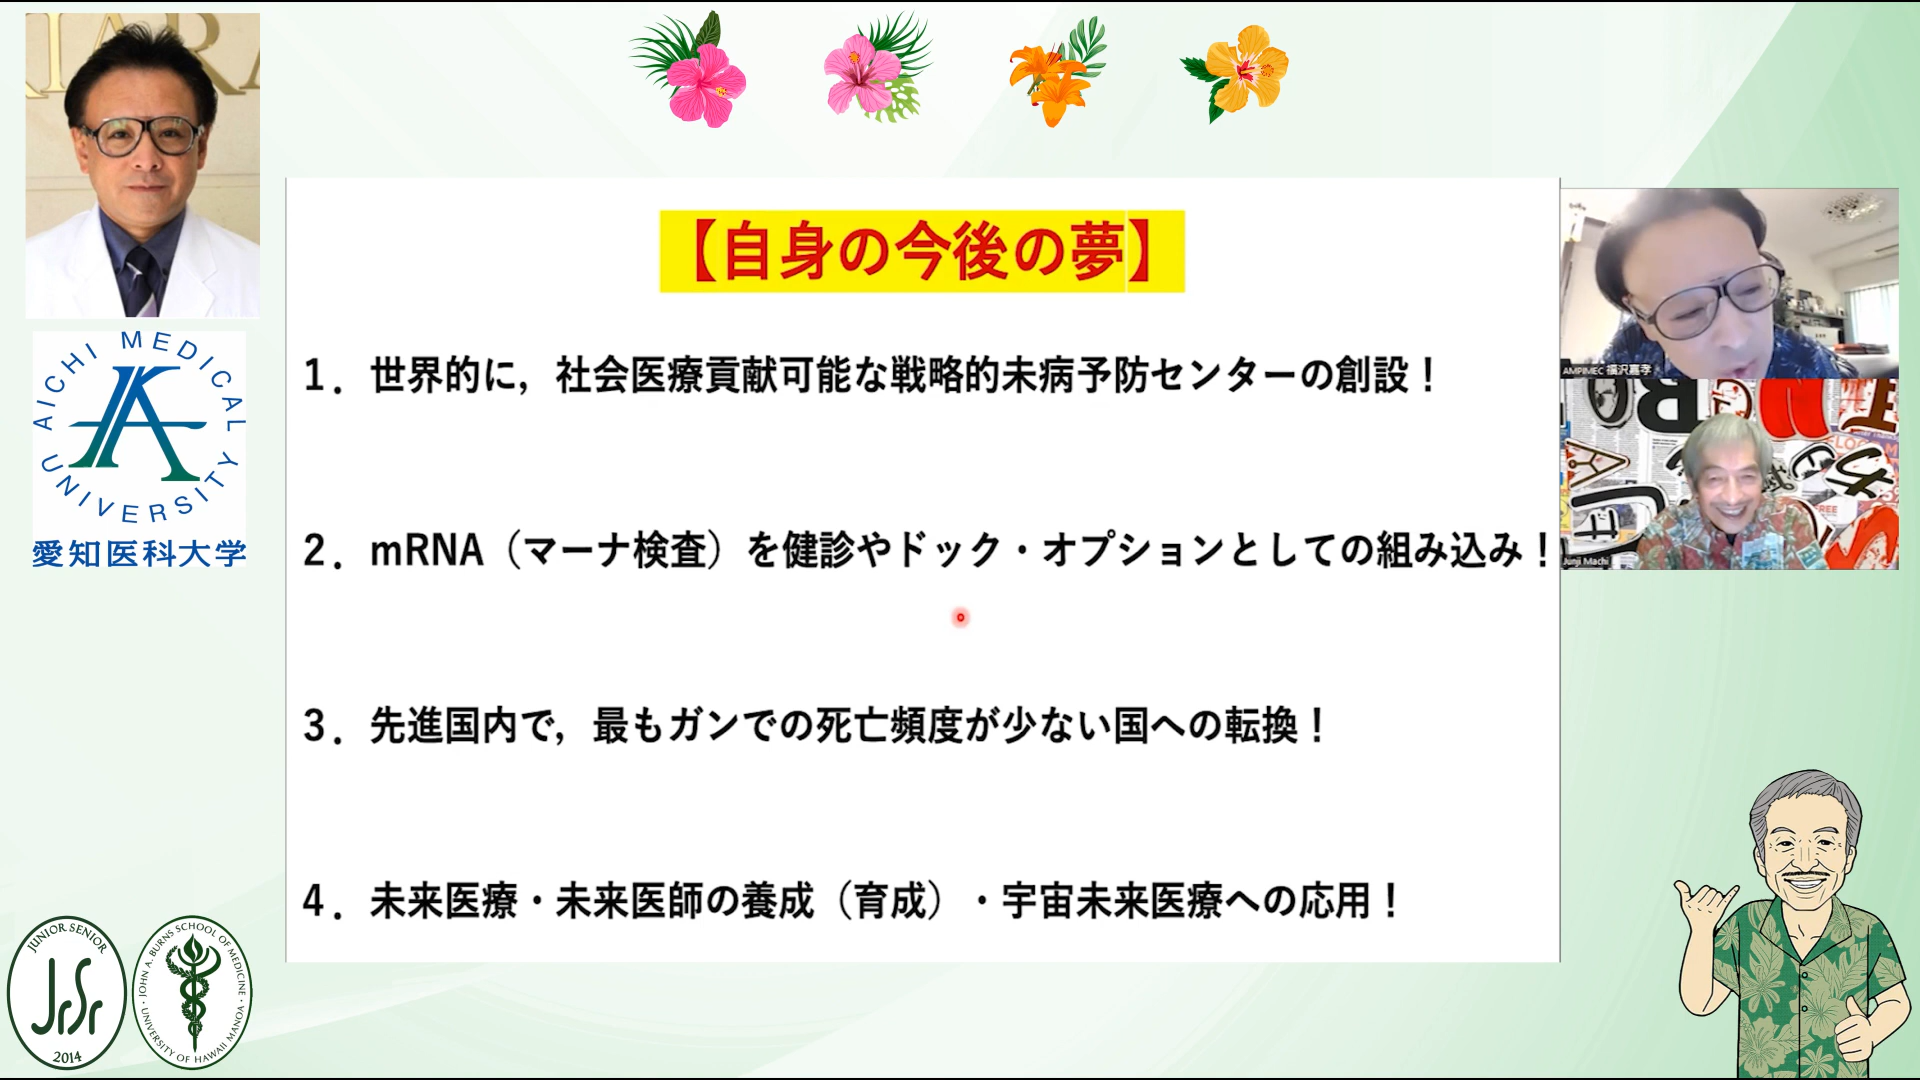 AICHI MEDICAL UNIVERSITY
愛知医科大学
【自身の今後の夢】
1．世界的に，社会医療貢献可能な戦略的未病予防センターの創設！
2．mRNA（マーナ検査）を健診やドック・オプションとしての組み込み！
3．先進国内で，最もガンでの死亡頻度が少ない国への転換！
4．未来医療・未来医師の養成（育成）・宇宙未来医療への応用！
AMPIMEC 福沢嘉孝
Junji Machi
JUNIOR SENIOR
JrSr
2014
・JOHN A. BURNS SCHOOL OF MEDICINE・
UNIVERSITY OF HAWAII MANOA